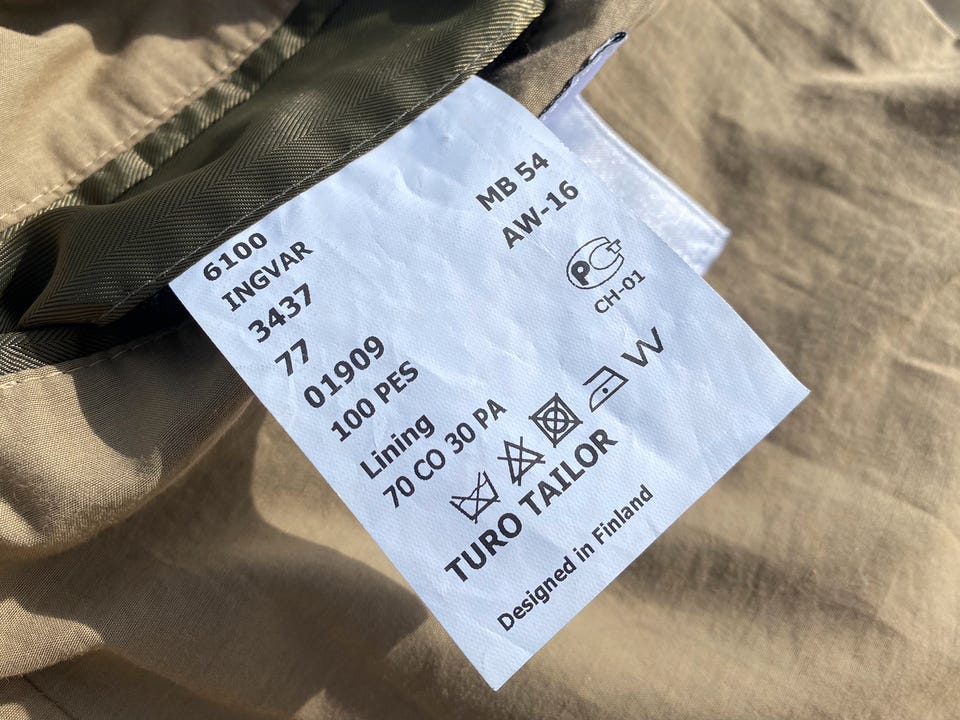 6100
INGVAR
3437
77
01909
100 PES
Lining
70 CO 30 PA
MB 54
AW-16
РСТ
CH-01
W
TURO TAILOR
Designed in Finland